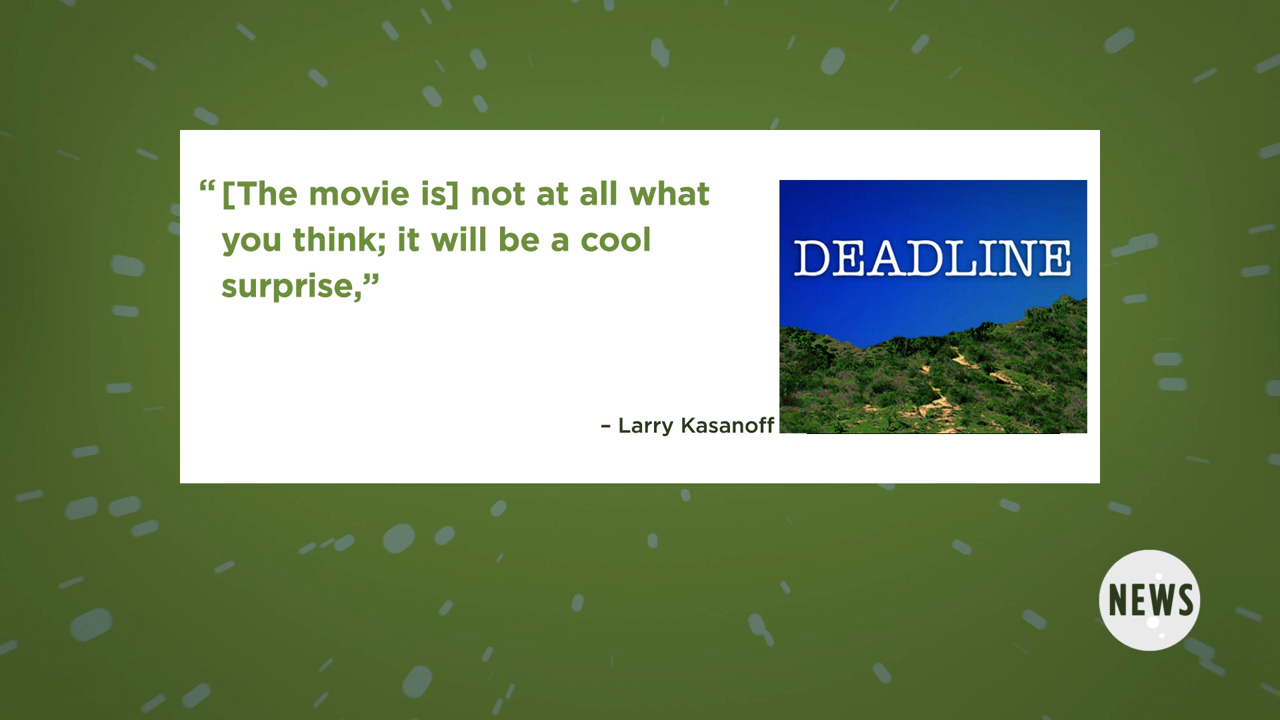 “[The movie is] not at all what
you think; it will be a cool
surprise,”
– Larry Kasanoff
DEADLINE
NEWS